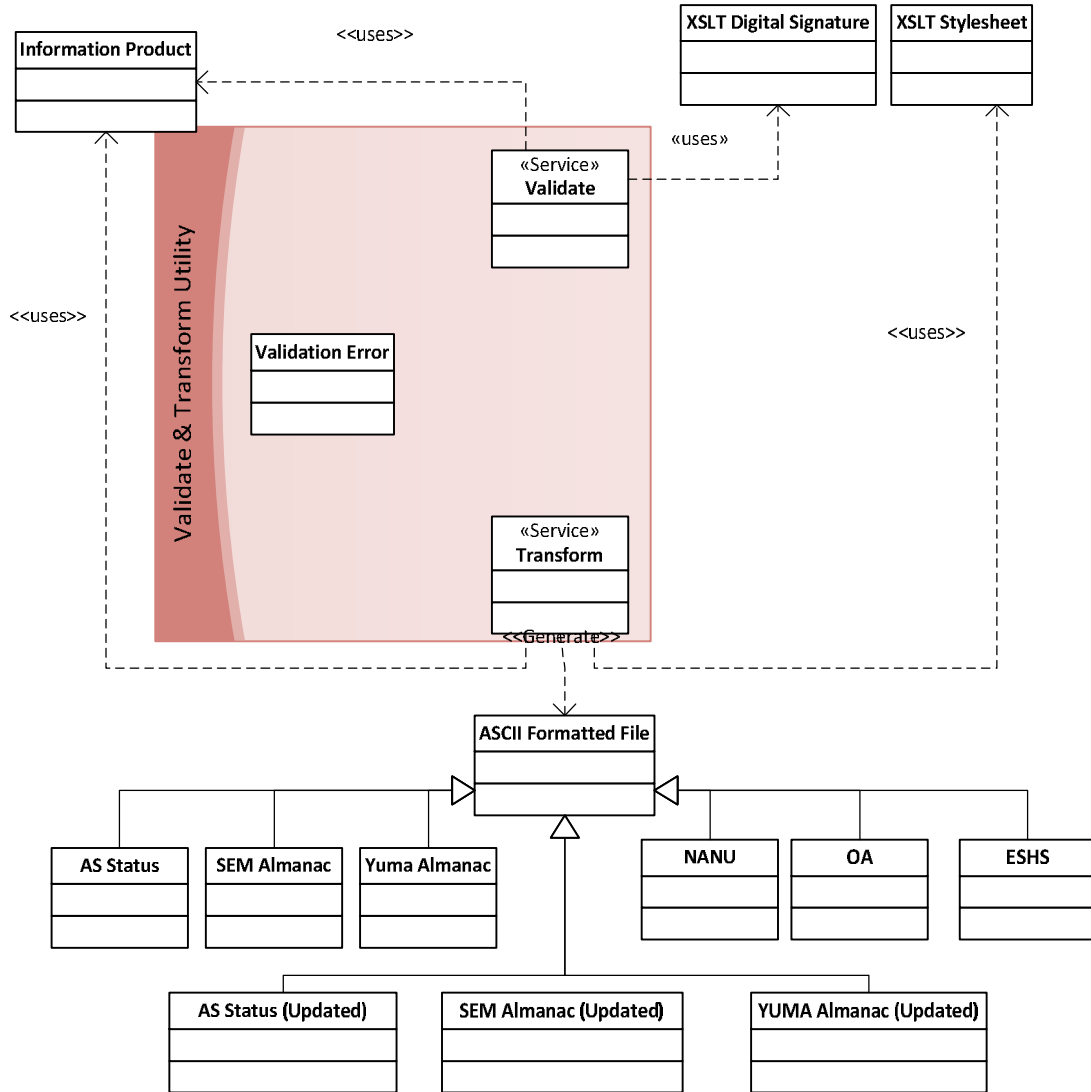 Information Product
<<uses>>
XSLT Digital Signature
XSLT Stylesheet
«uses»
«Service»
Validate
Validate & Transform Utility
<<uses>>
<<uses>>
Validation Error
«Service»
Transform
<<Generate>>
ASCII Formatted File
AS Status
SEM Almanac
Yuma Almanac
NANU
OA
ESHS
AS Status (Updated)
SEM Almanac (Updated)
YUMA Almanac (Updated)